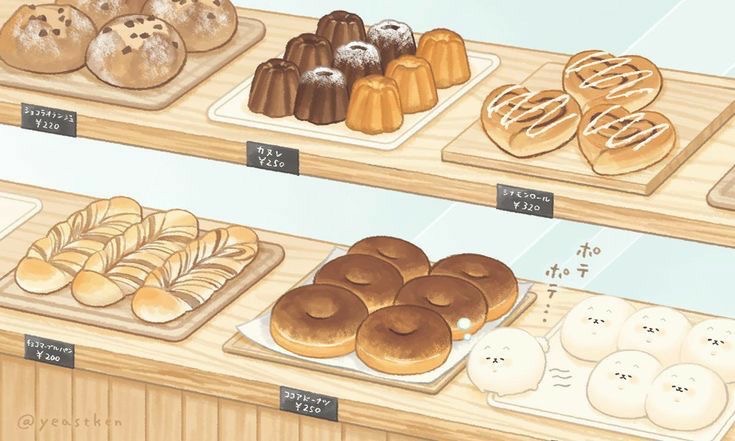 ショコラオランジュ
￥220
カヌレ
￥250
シナモンロール
￥320
ポテ
ポテ…
チョコマーブルパン
￥200
ココアドーナツ
￥250
@yeastken